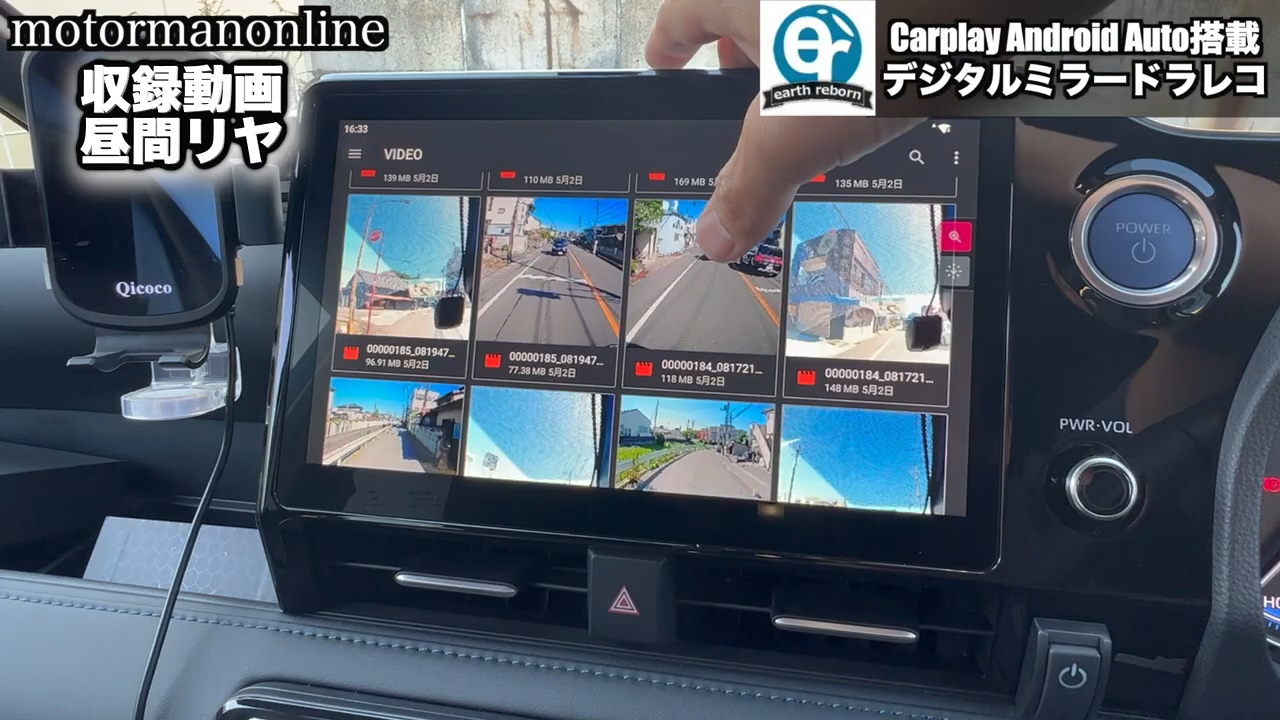 motormanonline
収録動画
昼間リヤ
er
earth reborn
Carplay Android Auto搭載
デジタルミラードラレコ
16:33
VIDEO
139 MB 5月2日
110 MB 5月2日
169 MB 5月
135 MB 5月2日
00000185_081947...
96.91 MB 5月2日
00000185_081947...
77.38 MB 5月2日
00000184_081721...
118 MB 5月2日
00000184_081721...
148 MB 5月2日
Qicoco
POWER
PWR·VOL
HO